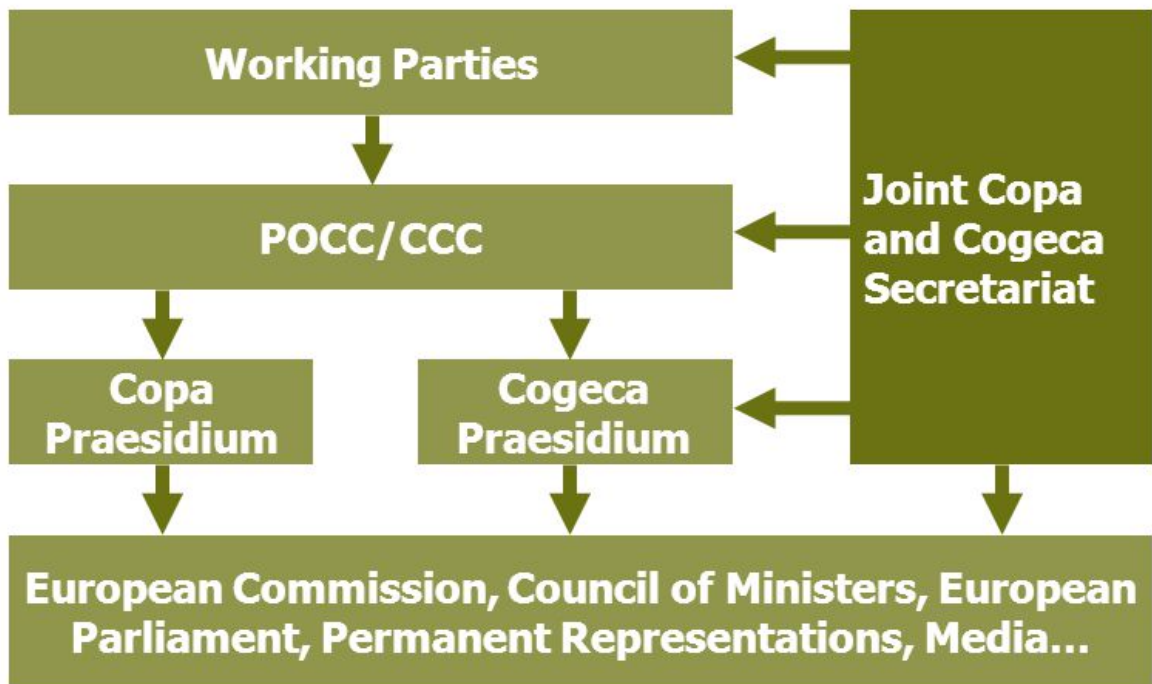 Working Parties
POCC/CCC
Joint Copa
and Cogeca
Secretariat
Copa
Praesidium
Cogeca
Praesidium
European Commission, Council of Ministers, European
Parliament, Permanent Representations, Media...